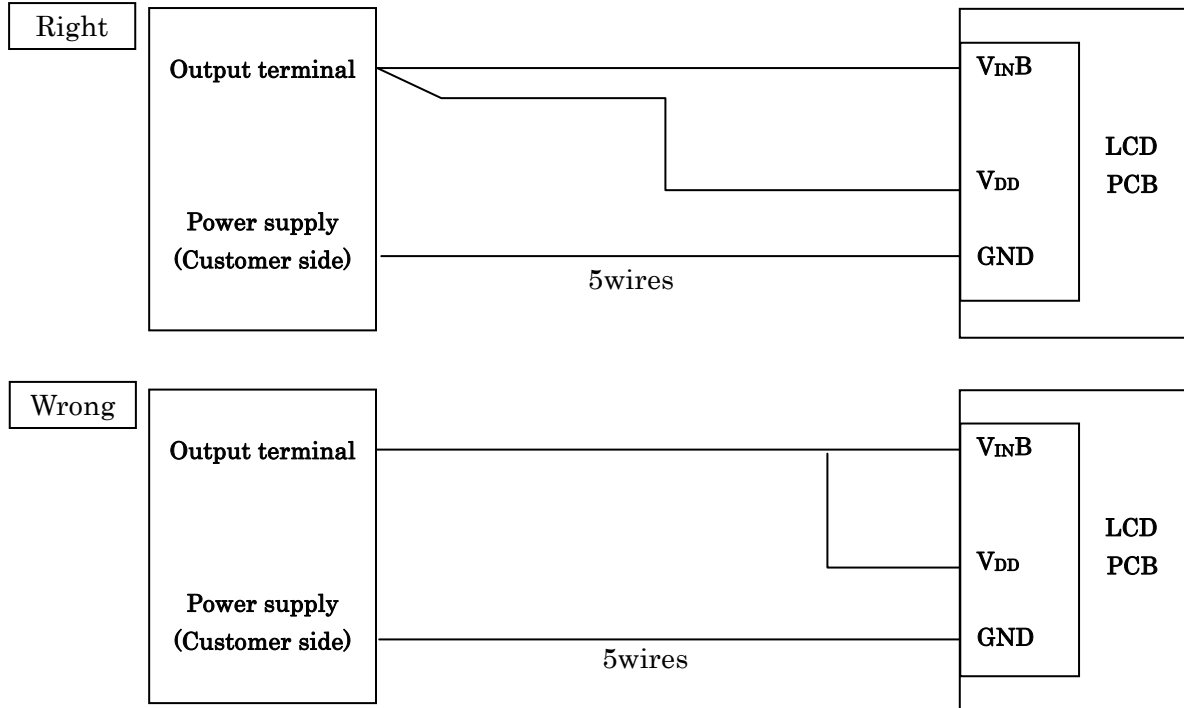 Right
Output terminal
Power supply
(Customer side)
5wires
VINB
VDD
GND
LCD
PCB
Wrong
Output terminal
Power supply
(Customer side)
5wires
VINB
VDD
GND
LCD
PCB